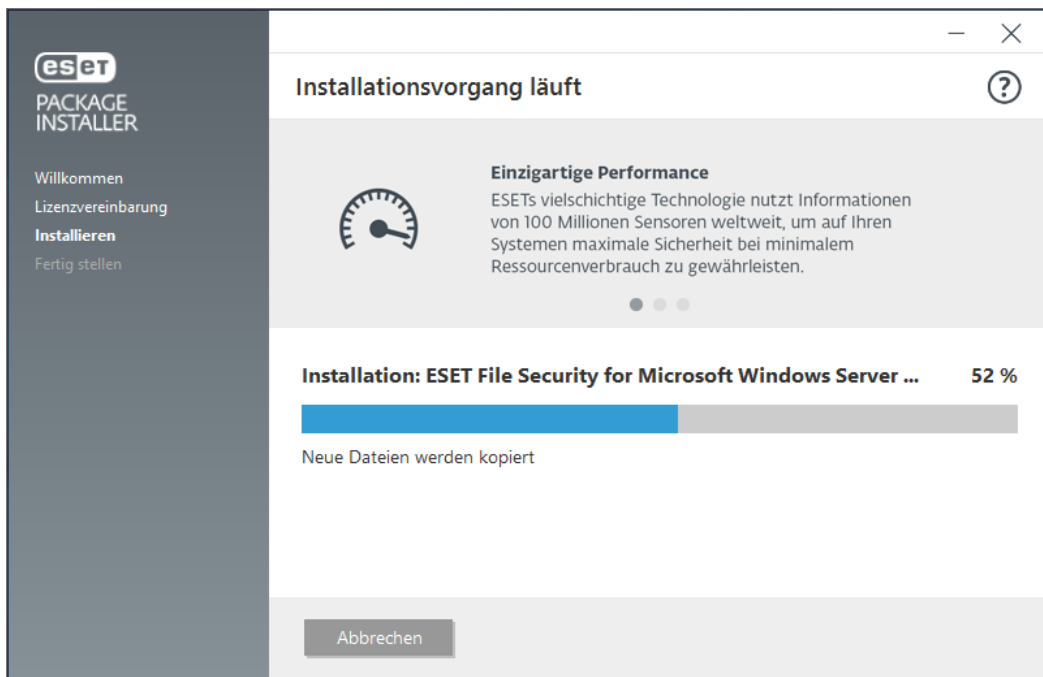 eset
PACKAGE
INSTALLER
Willkommen
Lizenzvereinbarung
Installieren
Fertig stellen
Installationsvorgang läuft
?
Einzigartige Performance
ESETs vielschichtige Technologie nutzt Informationen
von 100 Millionen Sensoren weltweit, um auf Ihren
Systemen maximale Sicherheit bei minimalem
Ressourcenverbrauch zu gewährleisten.
Installation: ESET File Security for Microsoft Windows Server ... 52 %
Neue Dateien werden kopiert
Abbrechen